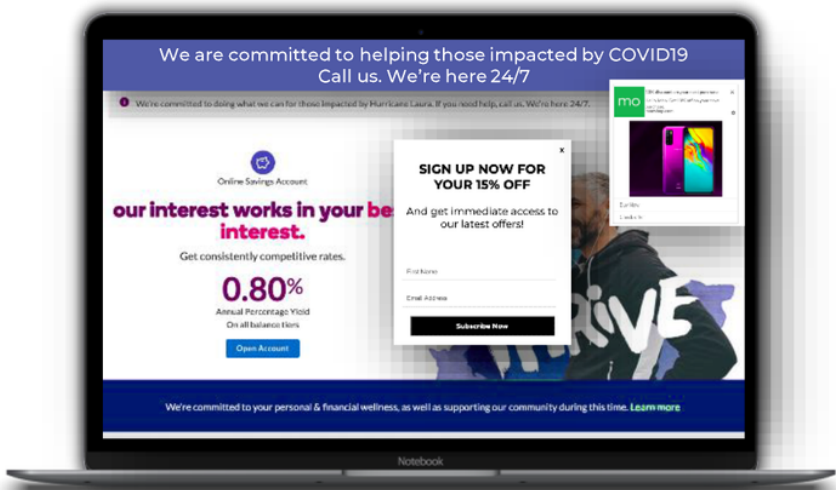 We are committed to helping those impacted by COVID19
Call us. We're here 24/7
We're committed to doing what we can for those impacted by Hurricane Laura. If you need help, call us. We're here 24/7.
mo
x
SIGN UP NOW FOR
YOUR 15% OFF
And get immediate access to
our latest offers!
First Name
Email Address
Subscribe Now
Online Savings Account
our interest works in your be
interest.
Get consistently competitive rates.
0.80%
Annual Percentage Yield
On all balance tiers
Open Account
We're committed to your personal & financial wellness, as well as supporting our community during this time. Learn more
Notebook